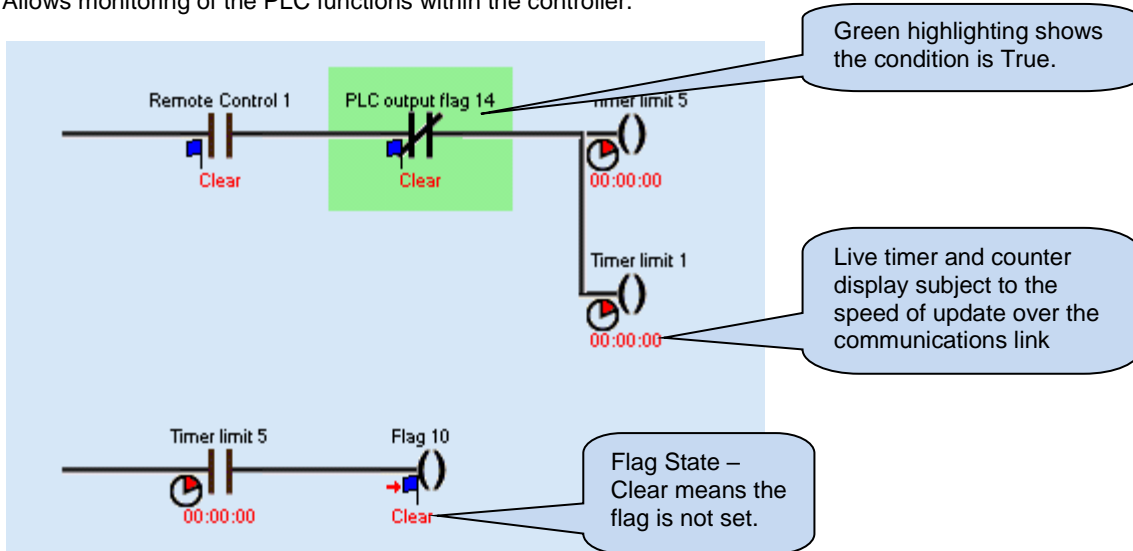 Allows monitoring of the PLC functions within the controller.
Green highlighting shows
the condition is True.
Remote Control 1
PLC output flag 14
Timer limit 5
Clear
Clear
00:00:00
Timer limit 1
00:00:00
Live timer and counter
display subject to the
speed of update over the
communications link
Timer limit 5
Flag 10
00:00:00
Clear
Flag State –
Clear means the
flag is not set.